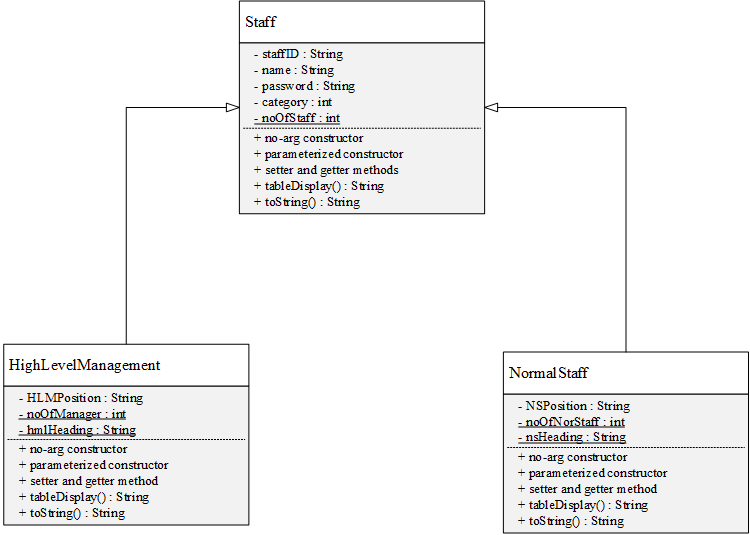 Staff
- staffID : String
- name : String
- password : String
- category : int
- noOfStaff : int
+ no-arg constructor
+ parameterized constructor
+ setter and getter methods
+ tableDisplay() : String
+ toString() : String
HighLevelManagement
- HLMPosition : String
- noOfManager : int
- hmlHeading : String
+ no-arg constructor
+ parameterized constructor
+ setter and getter method
+ tableDisplay() : String
+ toString() : String
NormalStaff
- NSPosition : String
- noOfNorStaff : int
- nsHeading : String
+ no-arg constructor
+ parameterized constructor
+ setter and getter method
+ tableDisplay() : String
+ toString() : String